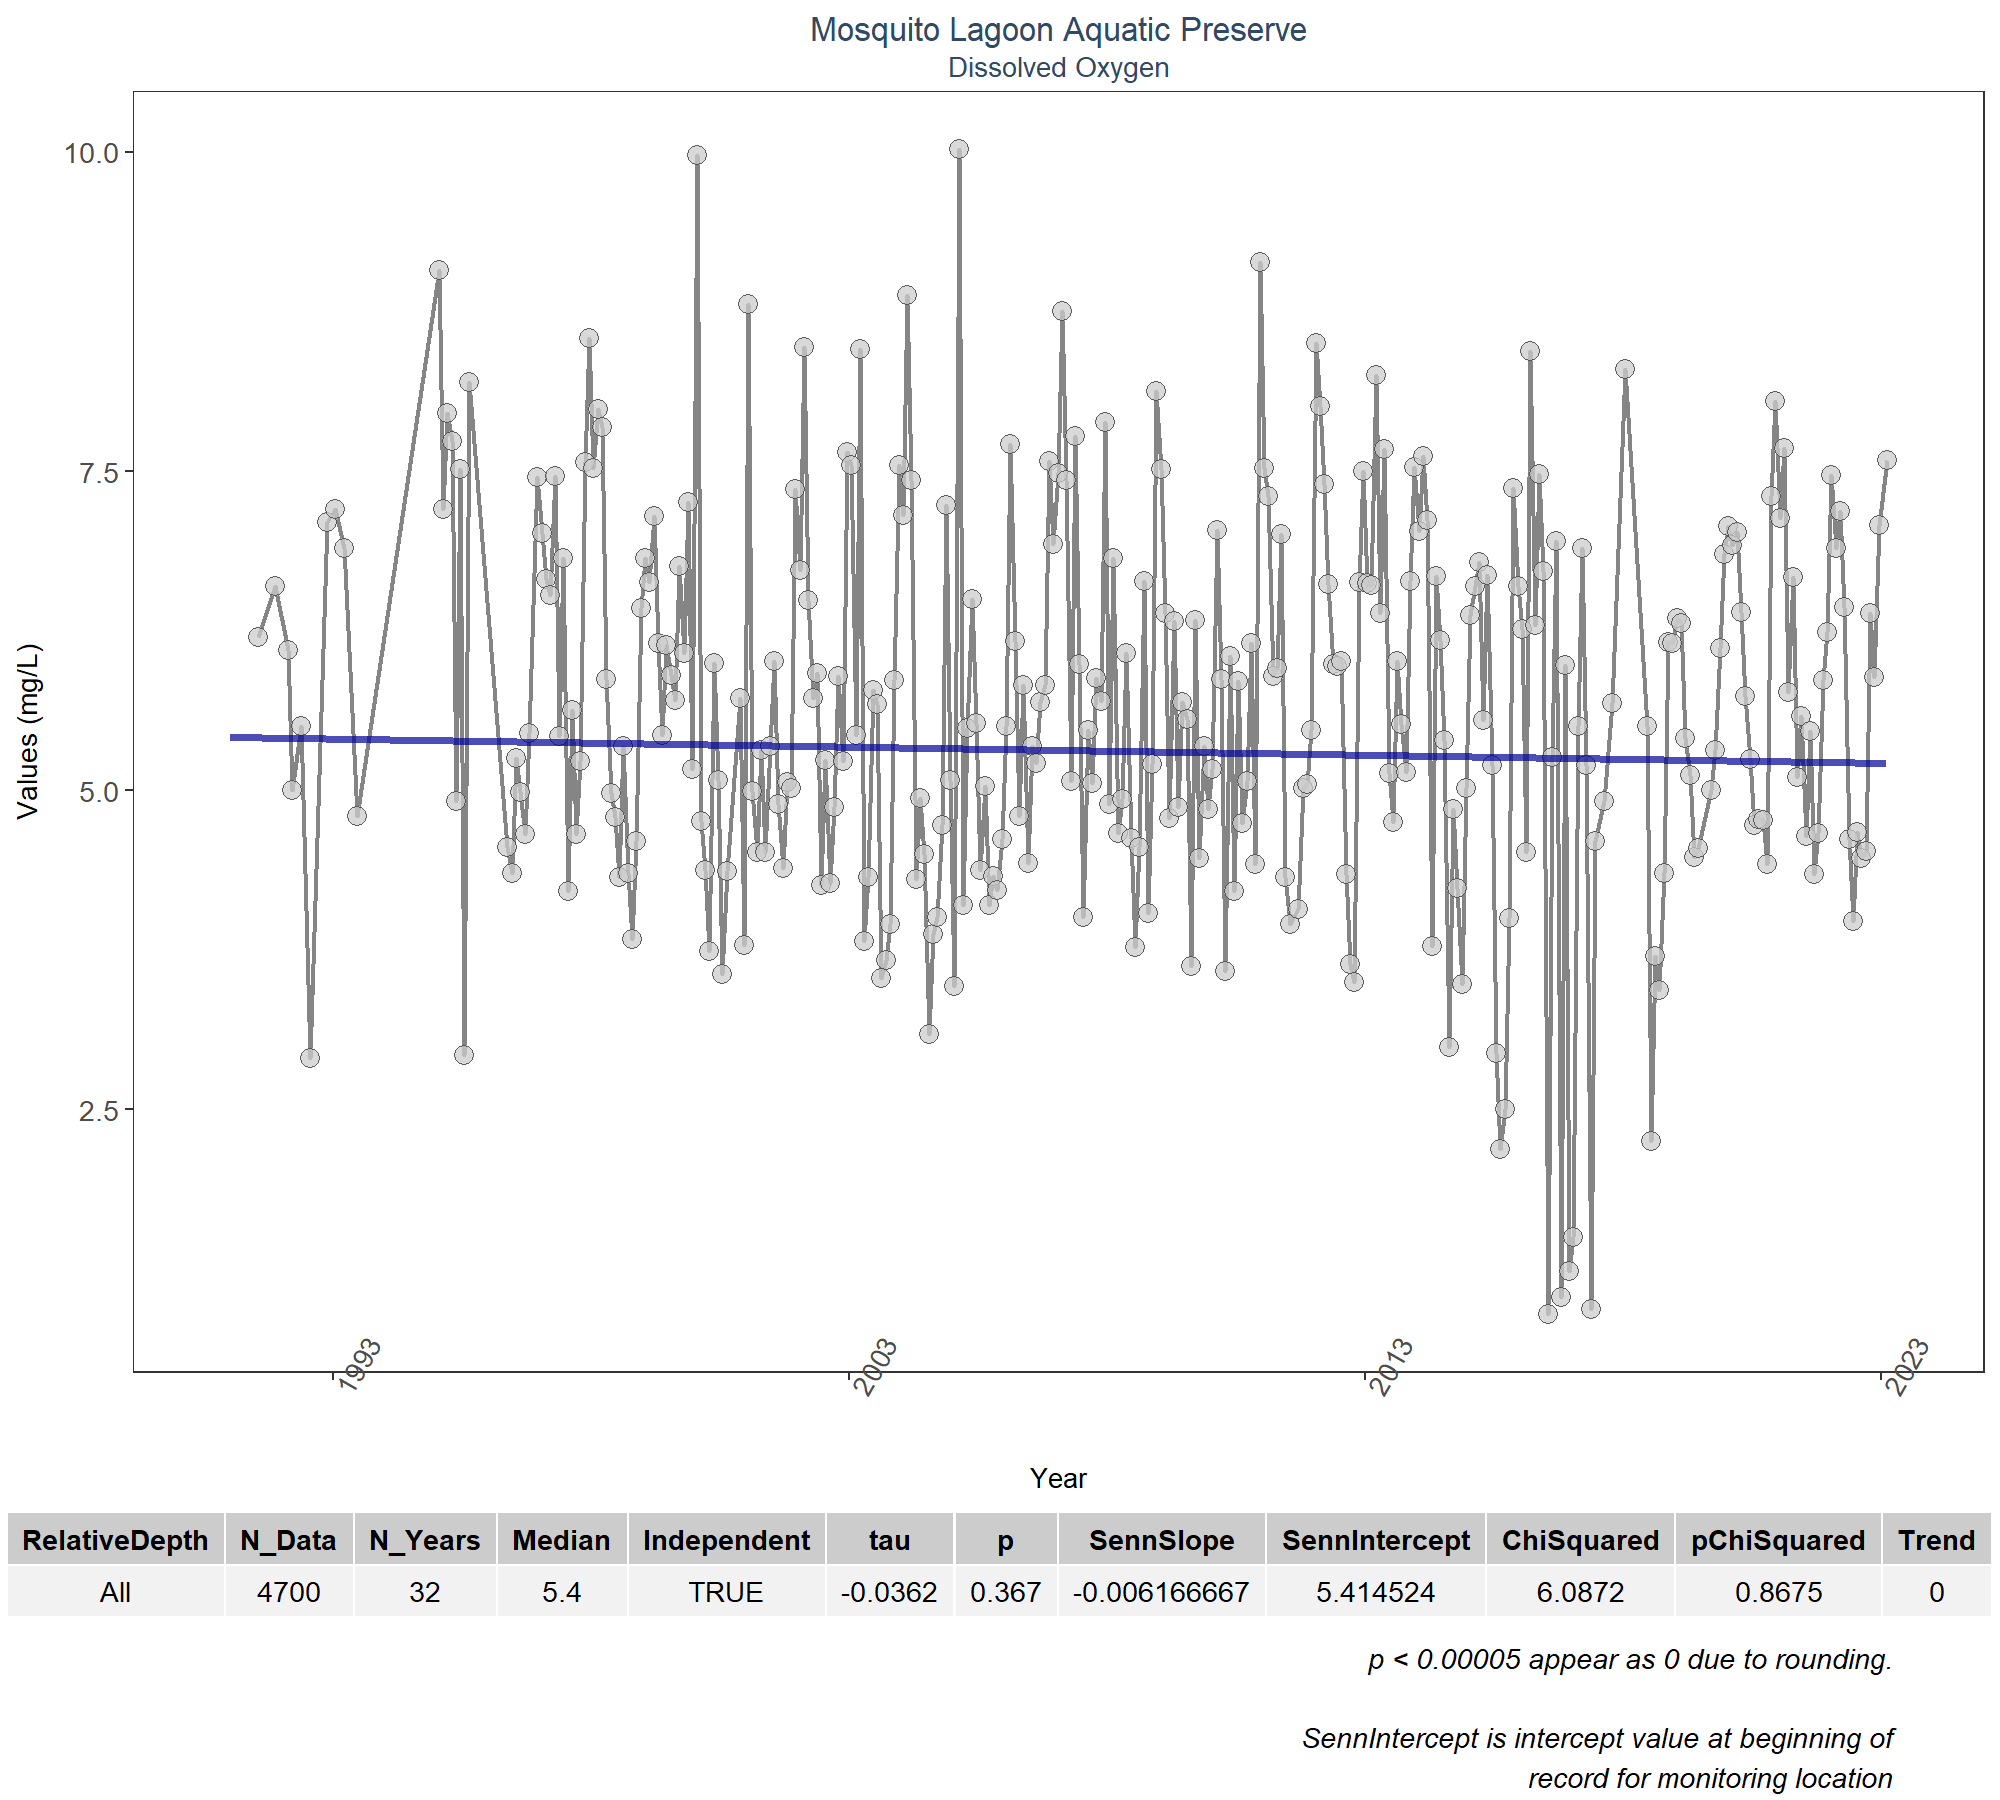 Mosquito Lagoon Aquatic Preserve
Dissolved Oxygen
Values (mg/L)
10.0
7.5
5.0
2.5
1993 2003 2013 2023
Year
RelativeDepth N_Data N_Years Median Independent tau p SennSlope SennIntercept ChiSquared pChiSquared Trend
All 4700 32 5.4 TRUE -0.0362 0.367 -0.006166667 5.414524 6.0872 0.8675 0
p < 0.00005 appear as 0 due to rounding.
SennIntercept is intercept value at beginning of
record for monitoring location